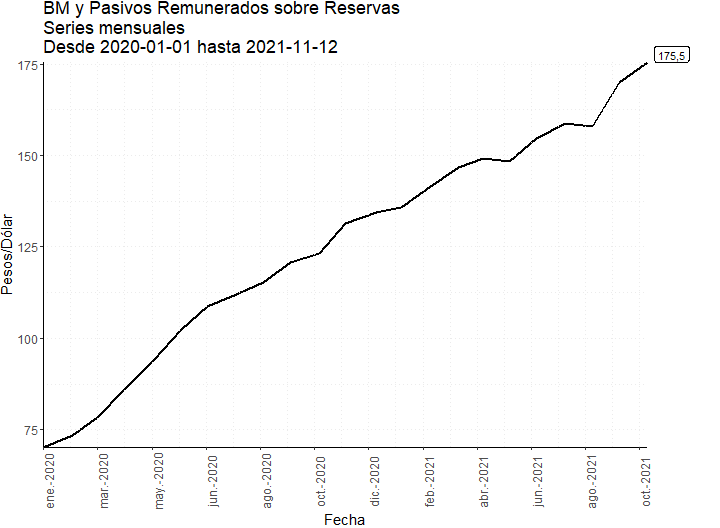 BM y Pasivos Remunerados sobre Reservas
Series mensuales
Desde 2020-01-01 hasta 2021-11-12
175,5
175
150
125
100
75
Pesos/Dólar
ene.-2020
mar.-2020
may.-2020
jun.-2020
ago.-2020
oct.-2020
dic.-2020
feb.-2021
abr.-2021
jun.-2021
ago.-2021
oct.-2021
Fecha